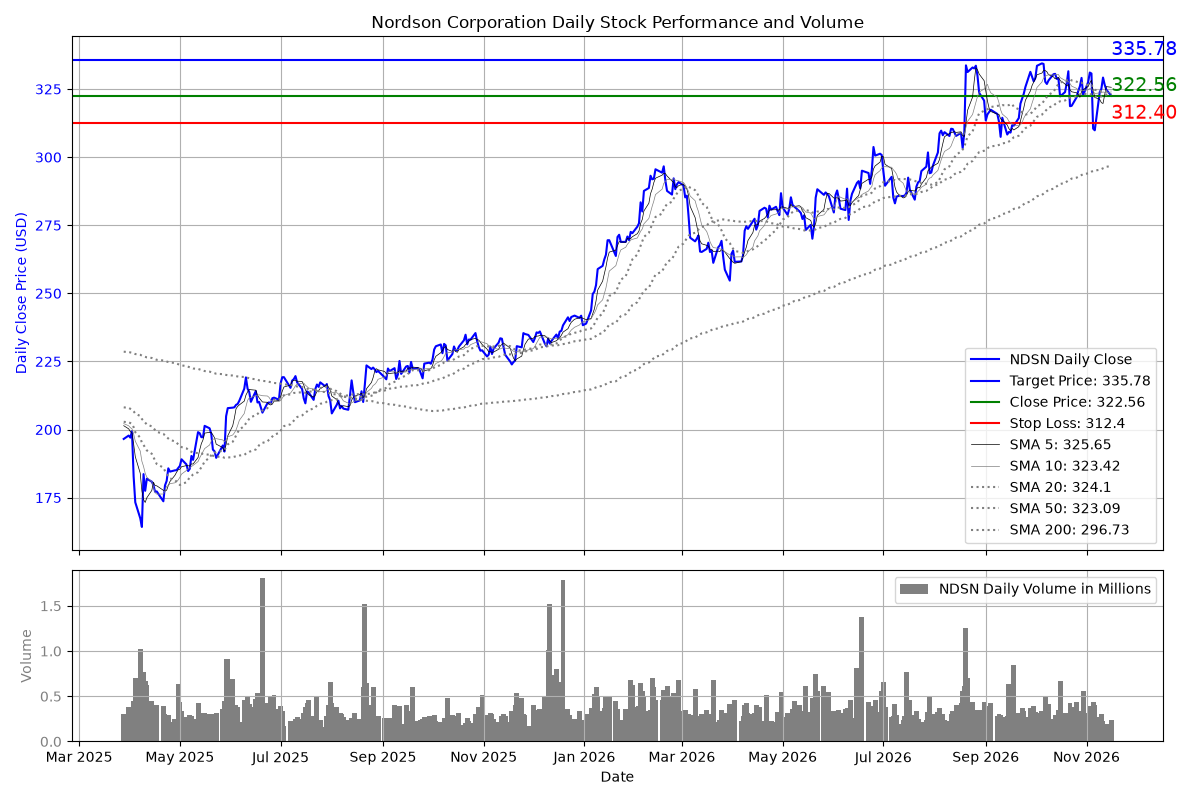 Nordson Corporation Daily Stock Performance and Volume
335.78
322.56
312.40
Daily Close Price (USD)
325
300
275
250
225
200
175
NDSN Daily Close
Target Price: 335.78
Close Price: 322.56
Stop Loss: 312.4
SMA 5: 325.65
SMA 10: 323.42
SMA 20: 324.1
SMA 50: 323.09
SMA 200: 296.73
Volume
1.5
1.0
0.5
0.0
NDSN Daily Volume in Millions
Mar 2025 May 2025 Jul 2025 Sep 2025 Nov 2025 Jan 2026 Mar 2026 May 2026 Jul 2026 Sep 2026 Nov 2026
Date